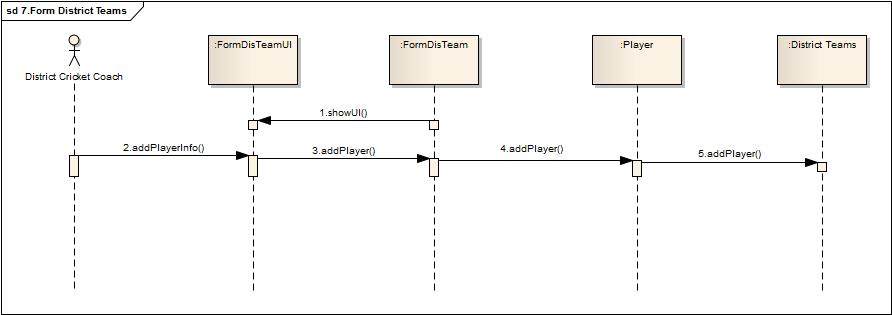 sd 7.Form District Teams
District Cricket Coach
:FormDisTeamUI
:FormDisTeam
:Player
:District Teams
1.showUI()
2.addPlayerInfo()
3.addPlayer()
4.addPlayer()
5.addPlayer()